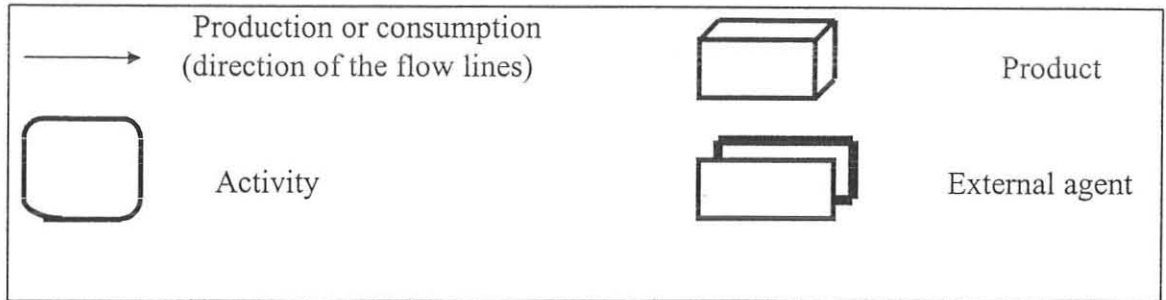 Production or consumption
(direction of the flow lines)
Product
Activity
External agent